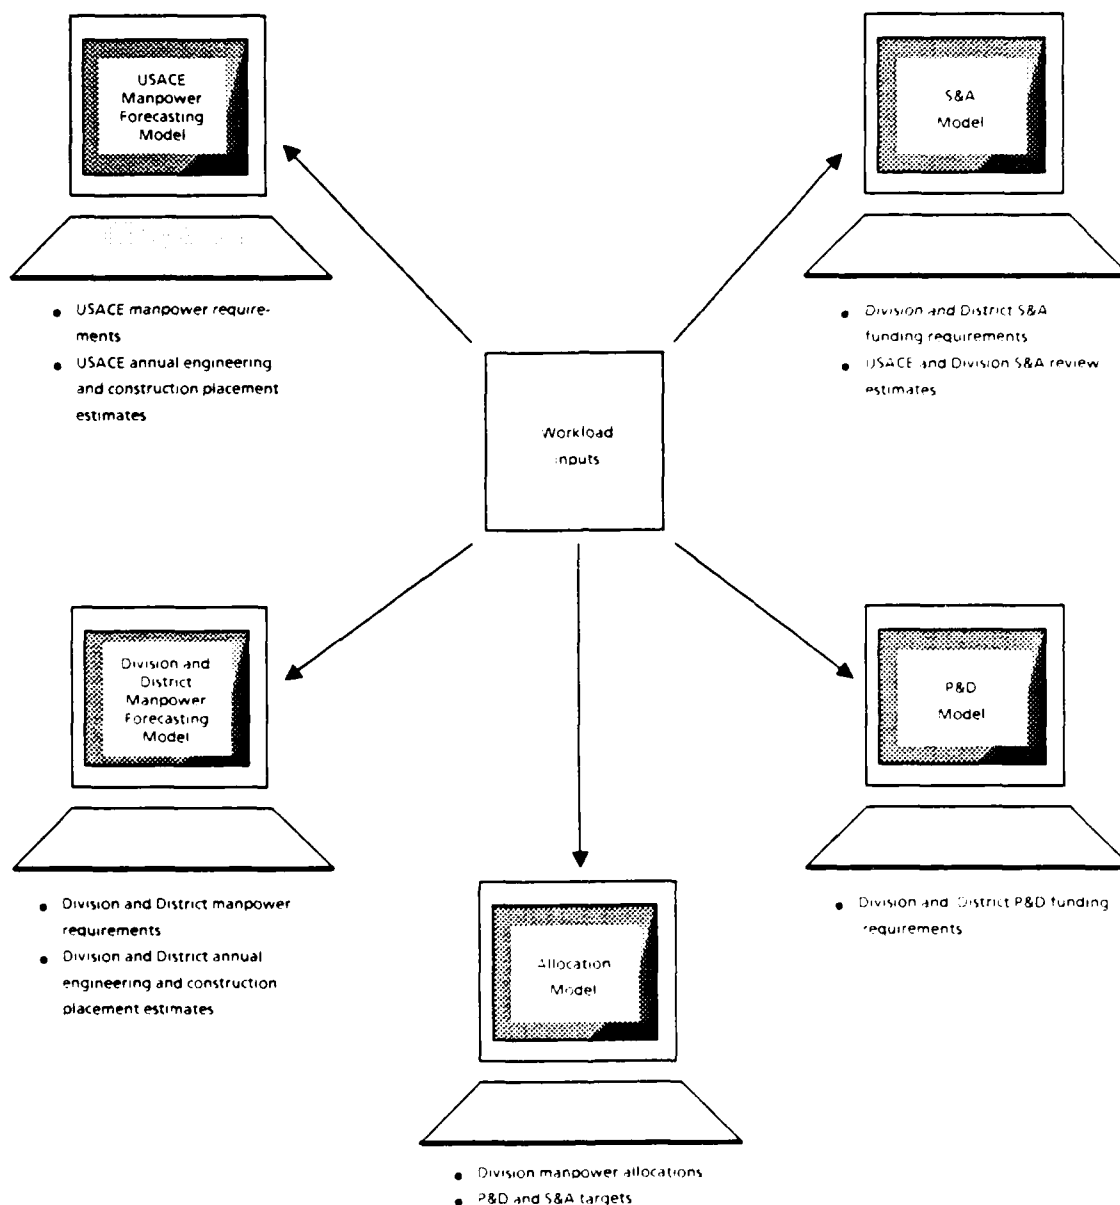 USACE
Manpower
Forecasting
Model
S&A
Model
• USACE manpower require-
ments
• USACE annual engineering
and construction placement
estimates
• Division and District S&A
funding requirements
• USACE and Division S&A review
estimates
Workload
inputs
Division and
District
Manpower
Forecasting
Model
P&D
Model
• Division and District manpower
requirements
• Division and District annual
engineering and construction
placement estimates
• Division and District P&D funding
requirements
Allocation
Model
• Division manpower allocations
• P&D and S&A targets